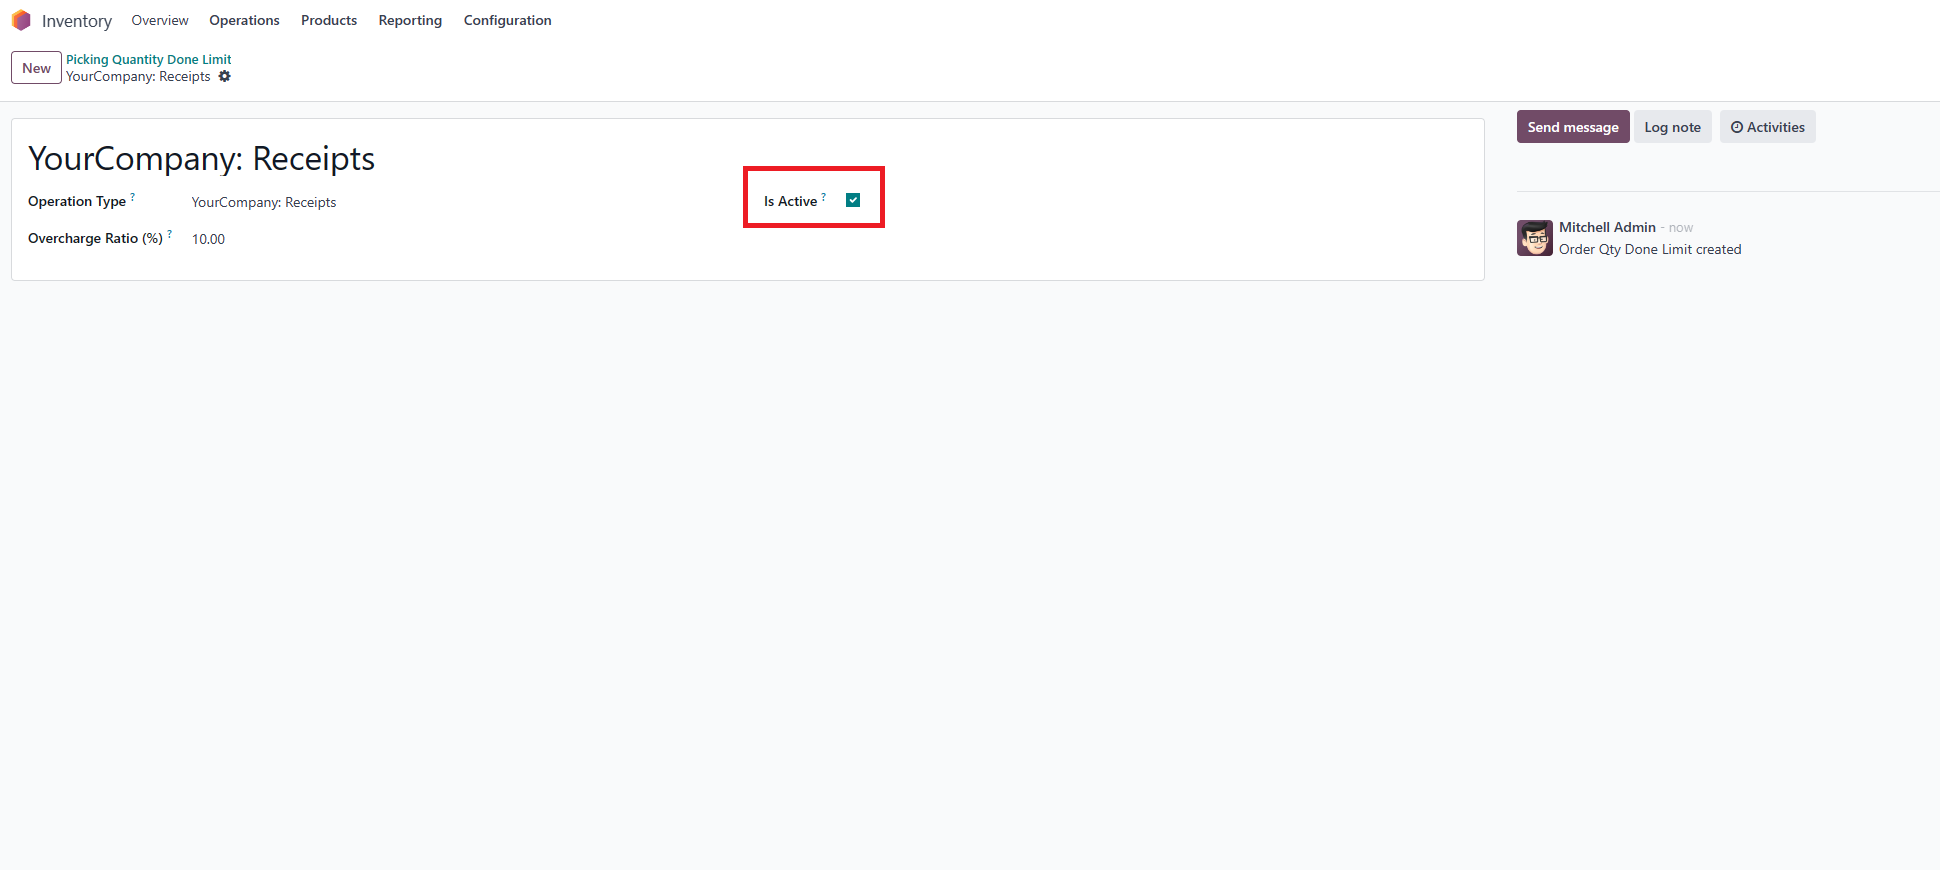 Inventory Overview Operations Products Reporting Configuration
New
Picking Quantity Done Limit
YourCompany: Receipts
YourCompany: Receipts
Operation Type ? YourCompany: Receipts
Is Active ?
Overcharge Ratio (%) ? 10.00
Send message Log note Activities
Mitchell Admin - now
Order Qty Done Limit created